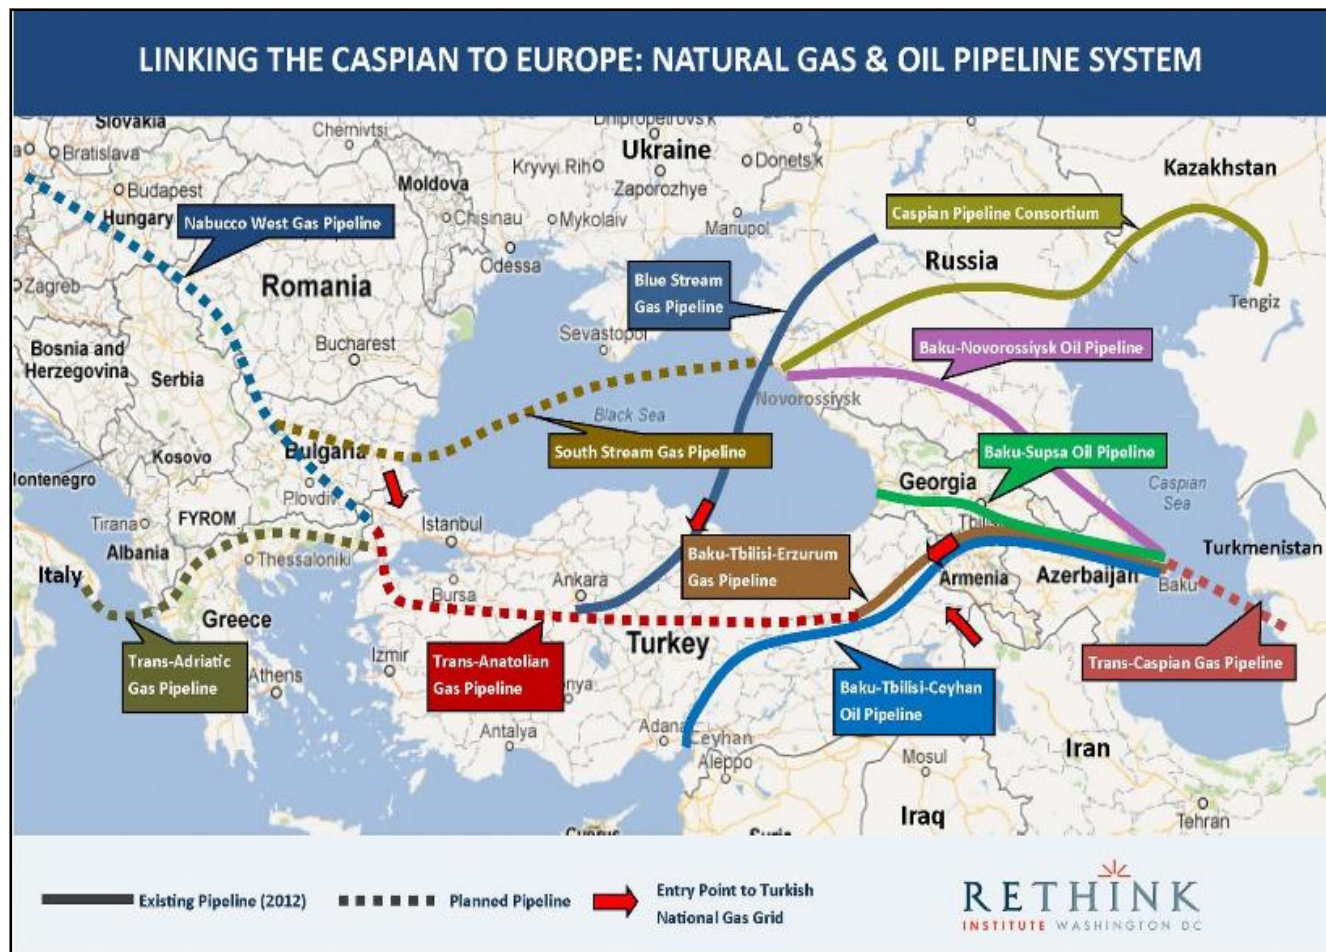 LINKING THE CASPIAN TO EUROPE: NATURAL GAS & OIL PIPELINE SYSTEM
Slovakia
Chernivtsi
Bratislava
Budapest
Hungary
Moldova
Kryvyi Rih
Ukraine
Donets'k
Zaporozhye
Kazakhstan
Nabucco West Gas Pipeline
Chisinau
Mykolaiv
Mariupol
Caspian Pipeline Consortium
Odessa
Zagreb
Romania
Blue Stream
Gas Pipeline
Russia
Tengiz
Bosnia and
Herzegovina
Serbia
Bucharest
Sevastopol
Baku-Novorossiysk Oil Pipeline
Novorossiysk
Black Sea
Kosovo
Bulgaria
South Stream Gas Pipeline
Baku-Supsa Oil Pipeline
Georgia
Caspian
Sea
Plovdiv
Tirana
FYROM
Istanbul
Albania
Thessaloniki
Turkmenistan
Italy
Ankara
Baku-Tbilisi-Erzurum
Gas Pipeline
Armenia
Azerbaijan
Baku
Bursa
Greece
Turkey
Trans-Adriatic
Gas Pipeline
Athens
Izmir
Trans-Anatolian
Gas Pipeline
Trans-Caspian Gas Pipeline
Baku-Tbilisi-Ceyhan
Oil Pipeline
Antalya
Adana
Ceyhan
Aleppo
Mosul
Iran
Iraq
Tehran
Existing Pipeline (2012)
Planned Pipeline
Entry Point to Turkish
National Gas Grid
RETHINK
INSTITUTE WASHINGTON DC